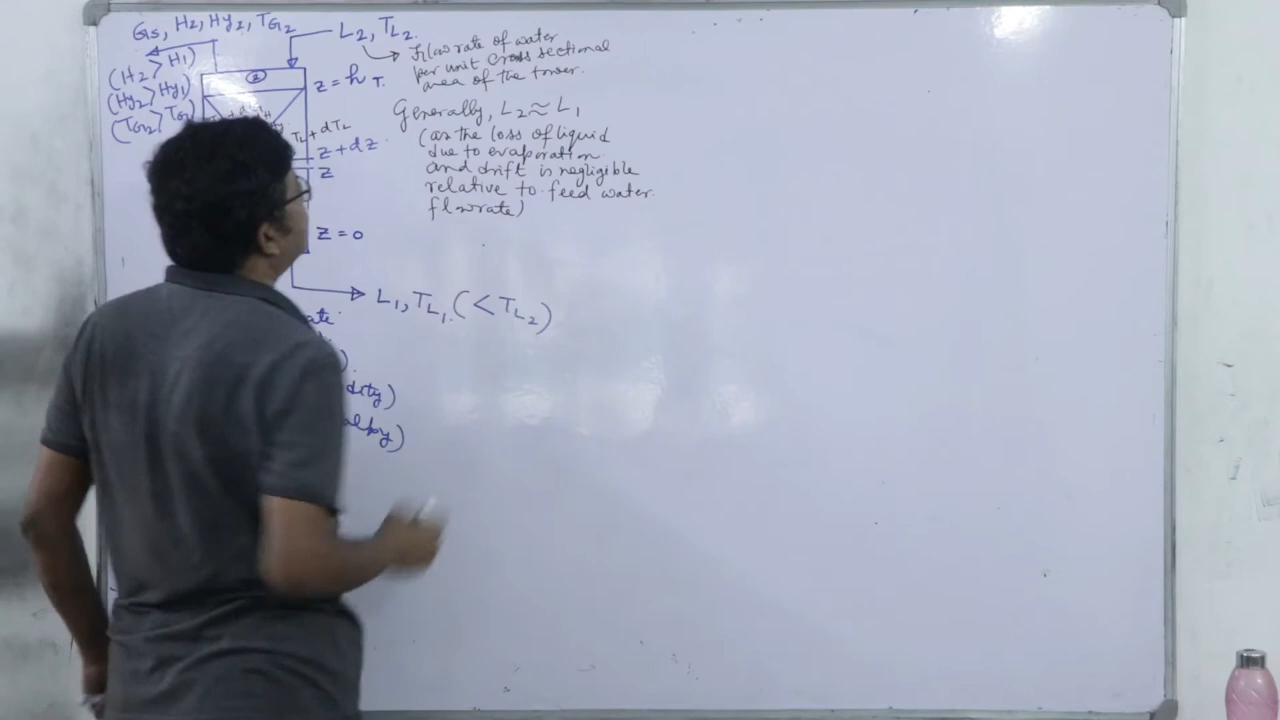 Gs, H2, Hy2, TG2
L2, TL2.
(H2 > H1)
(Hy2 > Hy1)
(TG2 > TG1)
②
z = hT.
Flow rate of water
per unit cross sectional
area of the tower.
Generally, L2 ≈ L1
(as the loss of liquid
due to evaporation
and drift is negligible
relative to feed water
flowrate)
TL + dTL
z + dz
z
z = 0
L1, TL1 (< TL2)